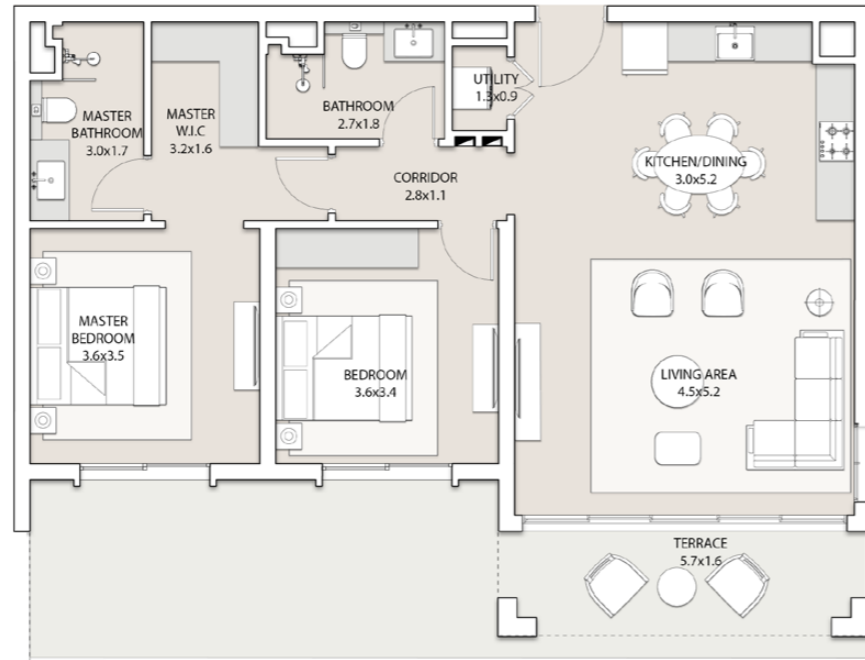 MASTER
BATHROOM
3.0x1.7
MASTER
W.I.C
3.2x1.6
BATHROOM
2.7x1.8
UTILITY
1.3x0.9
CORRIDOR
2.8x1.1
KITCHEN/DINING
3.0x5.2
MASTER
BEDROOM
3.6x3.5
BEDROOM
3.6x3.4
LIVING AREA
4.5x5.2
TERRACE
5.7x1.6